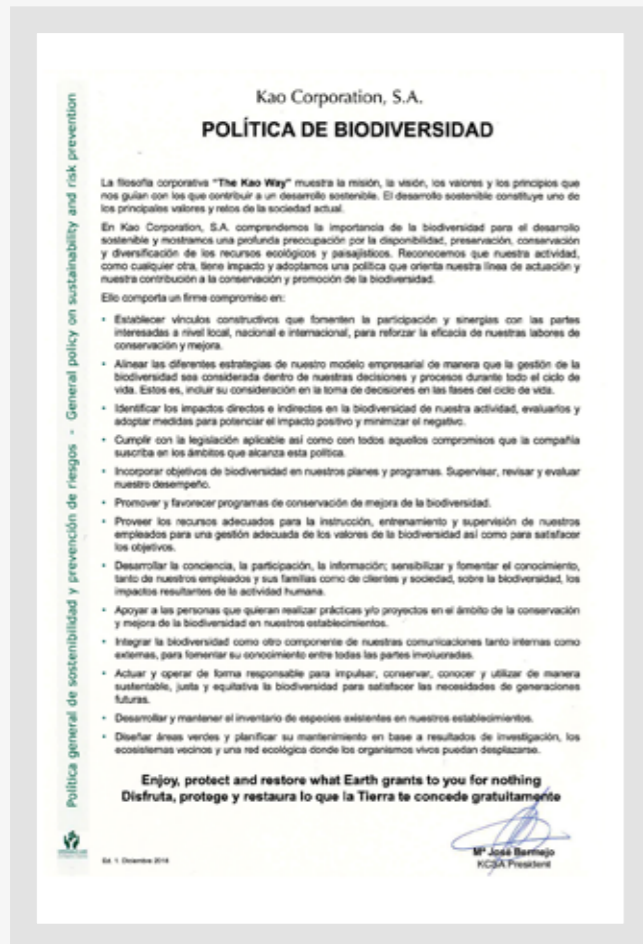 Kao Corporation, S.A.
POLÍTICA DE BIODIVERSIDAD
La filosofía corporativa "The Kao Way" muestra la misión, la visión, los valores y los principios que
nos guían con los que contribuir a un desarrollo sostenible. El desarrollo sostenible constituye uno de
los principales valores y retos de la sociedad actual.
En Kao Corporation, S.A. comprendemos la importancia de la biodiversidad para el desarrollo
sostenible y mostramos una profunda preocupación por la disponibilidad, preservación, conservación
y diversificación de los recursos ecológicos y paisajísticos. Reconocemos que nuestra actividad,
como cualquier otra, tiene impacto y adoptamos una política que orienta nuestra línea de actuación y
nuestra contribución a la conservación y promoción de la biodiversidad.
Ello comporta un firme compromiso en:
• Establecer vínculos constructivos que fomenten la participación y sinergias con las partes
interesadas a nivel local, nacional e internacional, para reforzar la eficacia de nuestras labores de
conservación y mejora.
• Alinear las diferentes estrategias de nuestro modelo empresarial de manera que la gestión de la
biodiversidad sea considerada dentro de nuestras decisiones y procesos durante todo el ciclo de
vida. Estos es, incluir su consideración en la toma de decisiones en las fases del ciclo de vida.
• Identificar los impactos directos e indirectos en la biodiversidad de nuestra actividad, evaluarlos y
adoptar medidas para potenciar el impacto positivo y minimizar el negativo.
• Cumplir con la legislación aplicable así como con todos aquellos compromisos que la compañía
suscriba en los ámbitos que alcanza esta política.
• Incorporar objetivos de biodiversidad en nuestros planes y programas. Supervisar, revisar y evaluar
nuestro desempeño.
• Promover y favorecer programas de conservación de mejora de la biodiversidad.
• Proveer los recursos adecuados para la instrucción, entrenamiento y supervisión de nuestros
empleados para una gestión adecuada de los valores de la biodiversidad así como para satisfacer
los objetivos.
• Desarrollar la conciencia, la participación, la información; sensibilizar y fomentar el conocimiento,
tanto de nuestros empleados y sus familias como de clientes y sociedad, sobre la biodiversidad, los
impactos resultantes de la actividad humana.
• Apoyar a las personas que quieran realizar prácticas y/o proyectos en el ámbito de la conservación
y mejora de la biodiversidad en nuestros establecimientos.
• Integrar la biodiversidad como otro componente de nuestras comunicaciones tanto internas como
externas, para fomentar su conocimiento entre todas las partes involucradas.
• Actuar y operar de forma responsable para impulsar, conservar, conocer y utilizar de manera
sustentable, justa y equitativa la biodiversidad para satisfacer las necesidades de generaciones
futuras.
• Desarrollar y mantener el inventario de especies existentes en nuestros establecimientos.
• Diseñar áreas verdes y planificar su mantenimiento en base a resultados de investigación, los
ecosistemas vecinos y una red ecológica donde los organismos vivos puedan desplazarse.
Enjoy, protect and restore what Earth grants to you for nothing
Disfruta, protege y restaura lo que la Tierra te concede gratuitamente
Mª José Bermejo
KCSA President
Ed. 1. Diciembre 2018
Política general de sostenibilidad y prevención de riesgos - General policy on sustainability and risk prevention